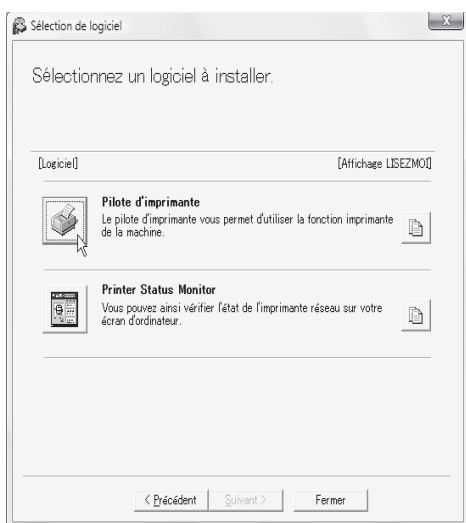 Sélection de logiciel
Sélectionnez un logiciel à installer.
[Logiciel] [Affichage LISEZMOI]
Pilote d'imprimante
Le pilote d'imprimante vous permet d'utiliser la fonction imprimante
de la machine.
Printer Status Monitor
Vous pouvez ainsi vérifier l'état de l'imprimante réseau sur votre
écran d'ordinateur.
< Précédent Suivant > Fermer